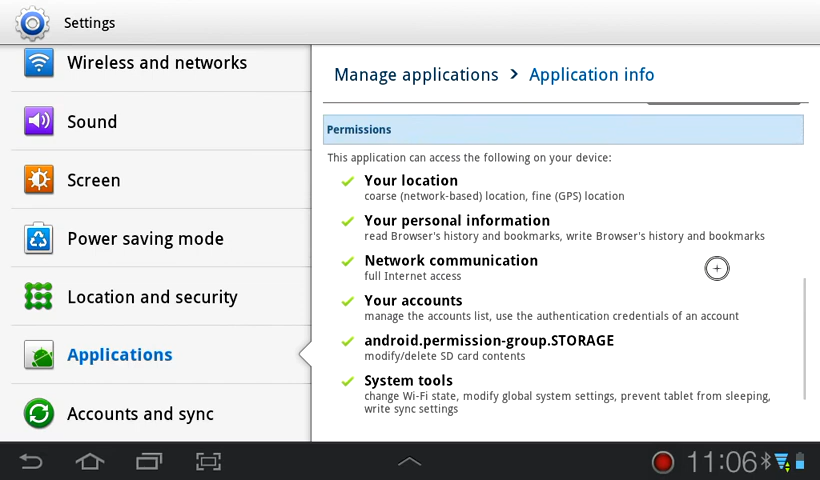 Settings
Wireless and networks
Sound
Screen
Power saving mode
Location and security
Applications
Accounts and sync
Manage applications > Application info
Permissions
This application can access the following on your device:
Your location
coarse (network-based) location, fine (GPS) location
Your personal information
read Browser's history and bookmarks, write Browser's history and bookmarks
Network communication
full Internet access
Your accounts
manage the accounts list, use the authentication credentials of an account
android.permission-group.STORAGE
modify/delete SD card contents
System tools
change Wi-Fi state, modify global system settings, prevent tablet from sleeping,
write sync settings
11:06